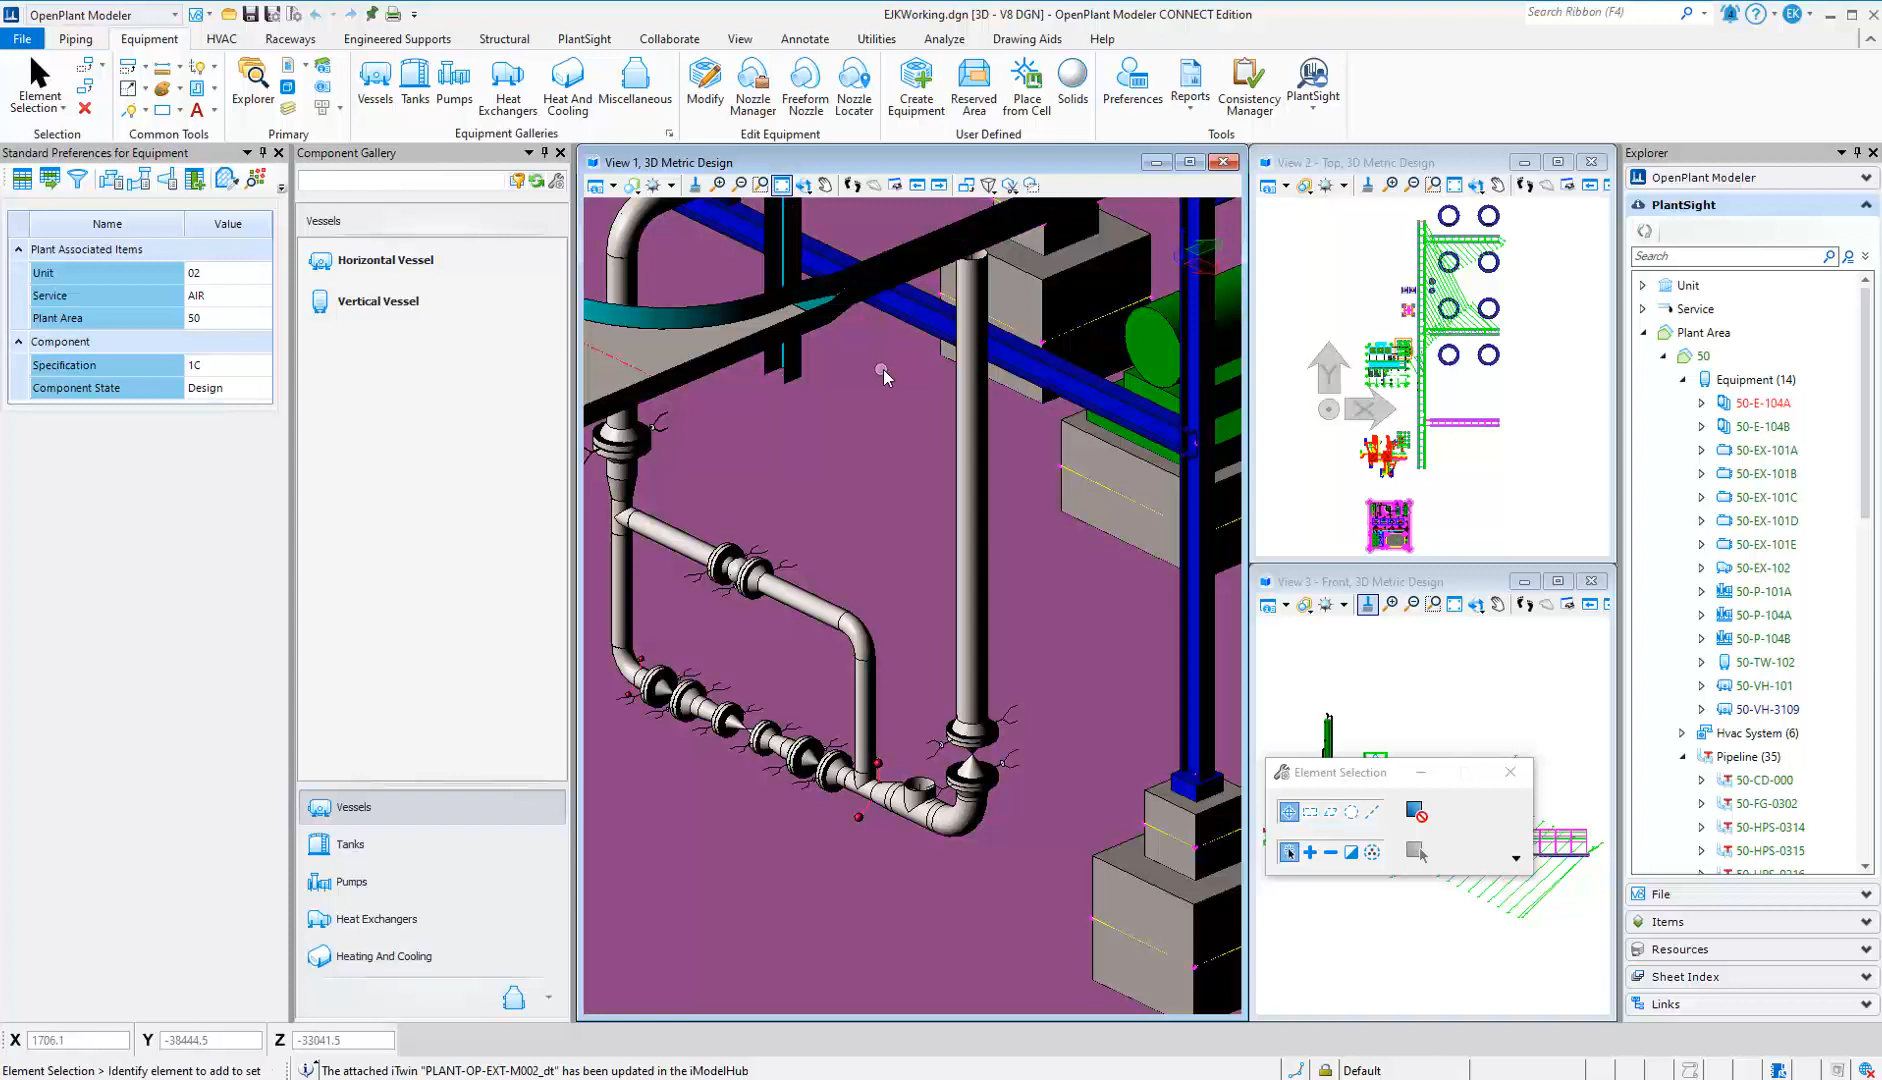 OpenPlant Modeler
EJKWorking.dgn [3D - V8 DGN] - OpenPlant Modeler CONNECT Edition
Search Ribbon (F4)
EK
File
Piping
Equipment
HVAC
Raceways
Engineered Supports
Structural
PlantSight
Collaborate
View
Annotate
Utilities
Analyze
Drawing Aids
Help
Element Selection
Explorer
Vessels
Tanks
Pumps
Heat Exchangers
Heat And Cooling
Miscellaneous
Modify
Nozzle Manager
Freeform Nozzle
Nozzle Locater
Create Equipment
Reserved Area
Place from Cell
Solids
Preferences
Reports
Consistency Manager
PlantSight
Selection
Common Tools
Primary
Equipment Galleries
Edit Equipment
User Defined
Tools
Standard Preferences for Equipment
Name Value
Plant Associated Items
Unit 02
Service AIR
Plant Area 50
Component
Specification 1C
Component State Design
Component Gallery
Vessels
Horizontal Vessel
Vertical Vessel
Vessels
Tanks
Pumps
Heat Exchangers
Heating And Cooling
View 1, 3D Metric Design
View 2 - Top, 3D Metric Design
Y
X
View 3 - Front, 3D Metric Design
Element Selection
Explorer
OpenPlant Modeler
PlantSight
Search
Unit
Service
Plant Area
50
Equipment (14)
50-E-104A
50-E-104B
50-EX-101A
50-EX-101B
50-EX-101C
50-EX-101D
50-EX-101E
50-EX-102
50-P-101A
50-P-104A
50-P-104B
50-TW-102
50-VH-101
50-VH-3109
Hvac System (6)
Pipeline (35)
50-CD-000
50-FG-0302
50-HPS-0314
50-HPS-0315
50-HPS-0316
File
Items
Resources
Sheet Index
Links
X 1706.1 Y -38444.5 Z -33041.5
Element Selection > Identify element to add to set
The attached iTwin "PLANT-OP-EXT-M002_dt" has been updated in the iModelHub
Default